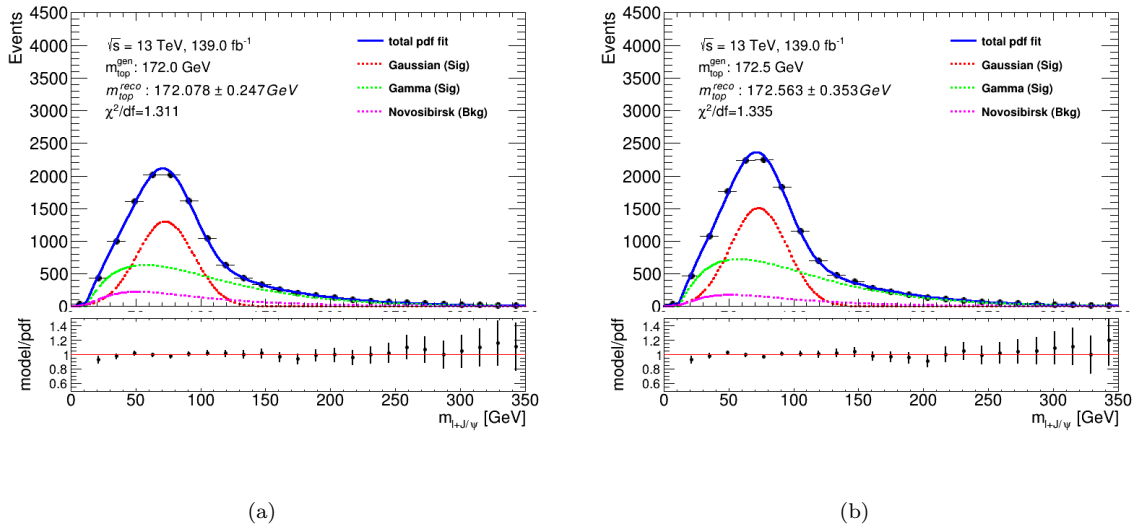 Events
4500
4000
3500
3000
2500
2000
1500
1000
500
0
√s = 13 TeV, 139.0 fb⁻¹
m_top^gen : 172.0 GeV
m_top^reco : 172.078 ± 0.247GeV
χ²/df=1.311
total pdf fit
Gaussian (Sig)
Gamma (Sig)
Novosibirsk (Bkg)
model/pdf
1.4
1.2
1
0.8
0.6
0 50 100 150 200 250 300 350
m_l+J/ψ [GeV]
(a)
Events
4500
4000
3500
3000
2500
2000
1500
1000
500
0
√s = 13 TeV, 139.0 fb⁻¹
m_top^gen : 172.5 GeV
m_top^reco : 172.563 ± 0.353GeV
χ²/df=1.335
total pdf fit
Gaussian (Sig)
Gamma (Sig)
Novosibirsk (Bkg)
model/pdf
1.4
1.2
1
0.8
0.6
0 50 100 150 200 250 300 350
m_l+J/ψ [GeV]
(b)